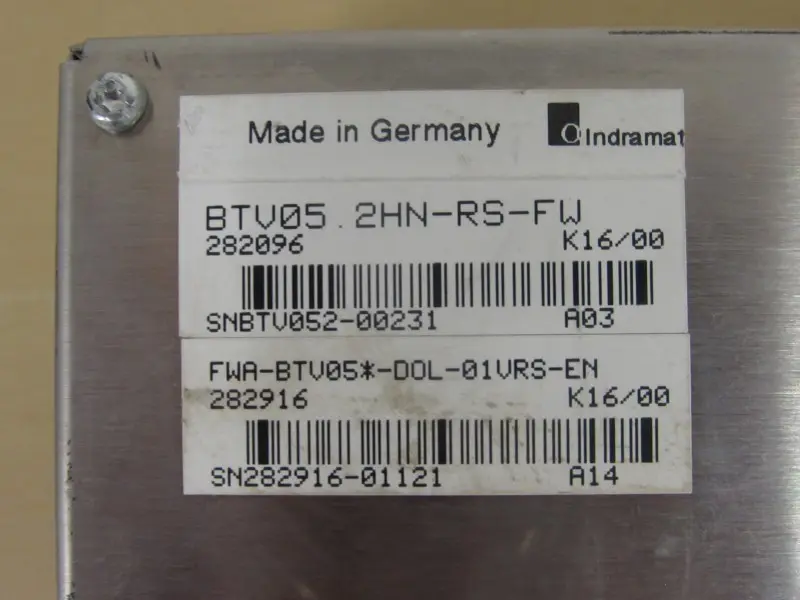 Made in Germany
Indramat
BTV05.2HN-RS-FW
282096 K16/00
SNBTV052-00231 A03
FWA-BTV05*-DOL-01VRS-EN
282916 K16/00
SN282916-01121 A14